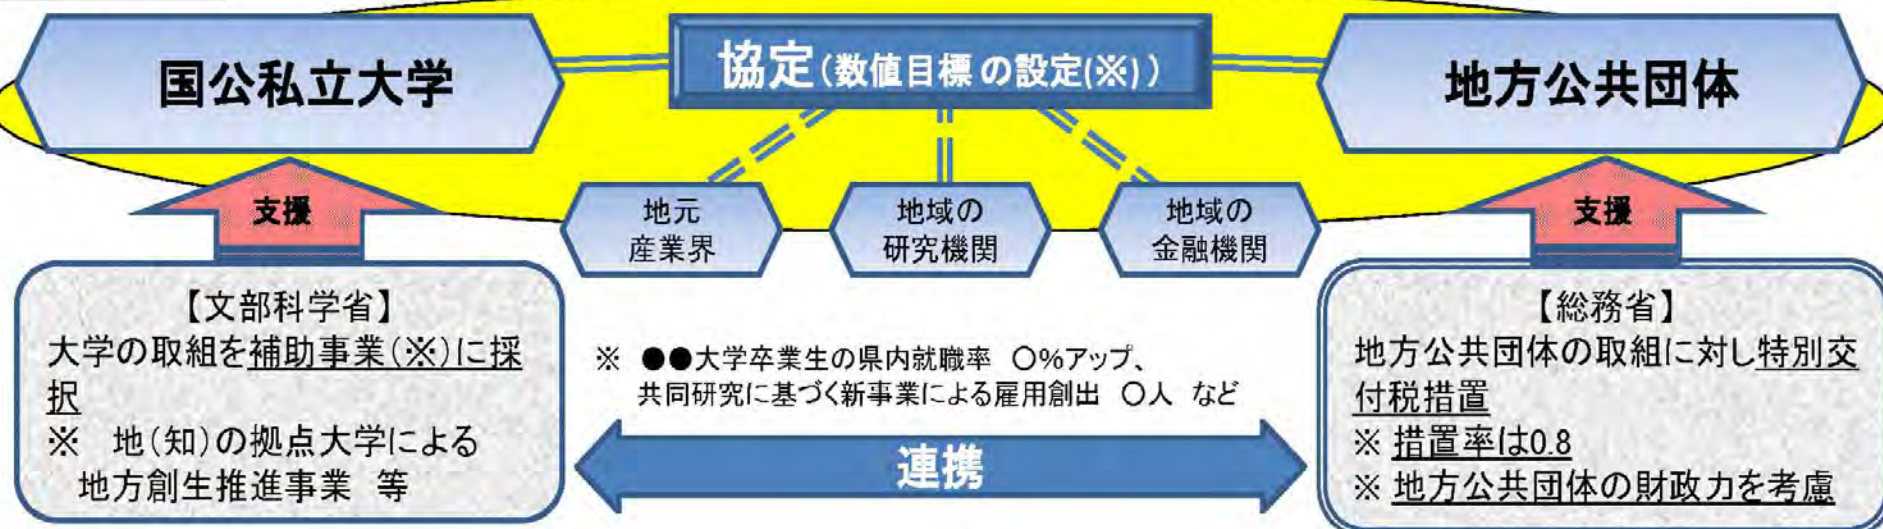 国公私立大学
協定(数値目標の設定(※))
地方公共団体
支援
地元
産業界
地域の
研究機関
地域の
金融機関
支援
【文部科学省】
大学の取組を補助事業(※)に採
択
※ 地(知)の拠点大学による
地方創生推進事業 等
※ ●●大学卒業生の県内就職率 ○%アップ、
共同研究に基づく新事業による雇用創出 ○人 など
連携
【総務省】
地方公共団体の取組に対し特別交
付税措置
※ 措置率は0.8
※ 地方公共団体の財政力を考慮